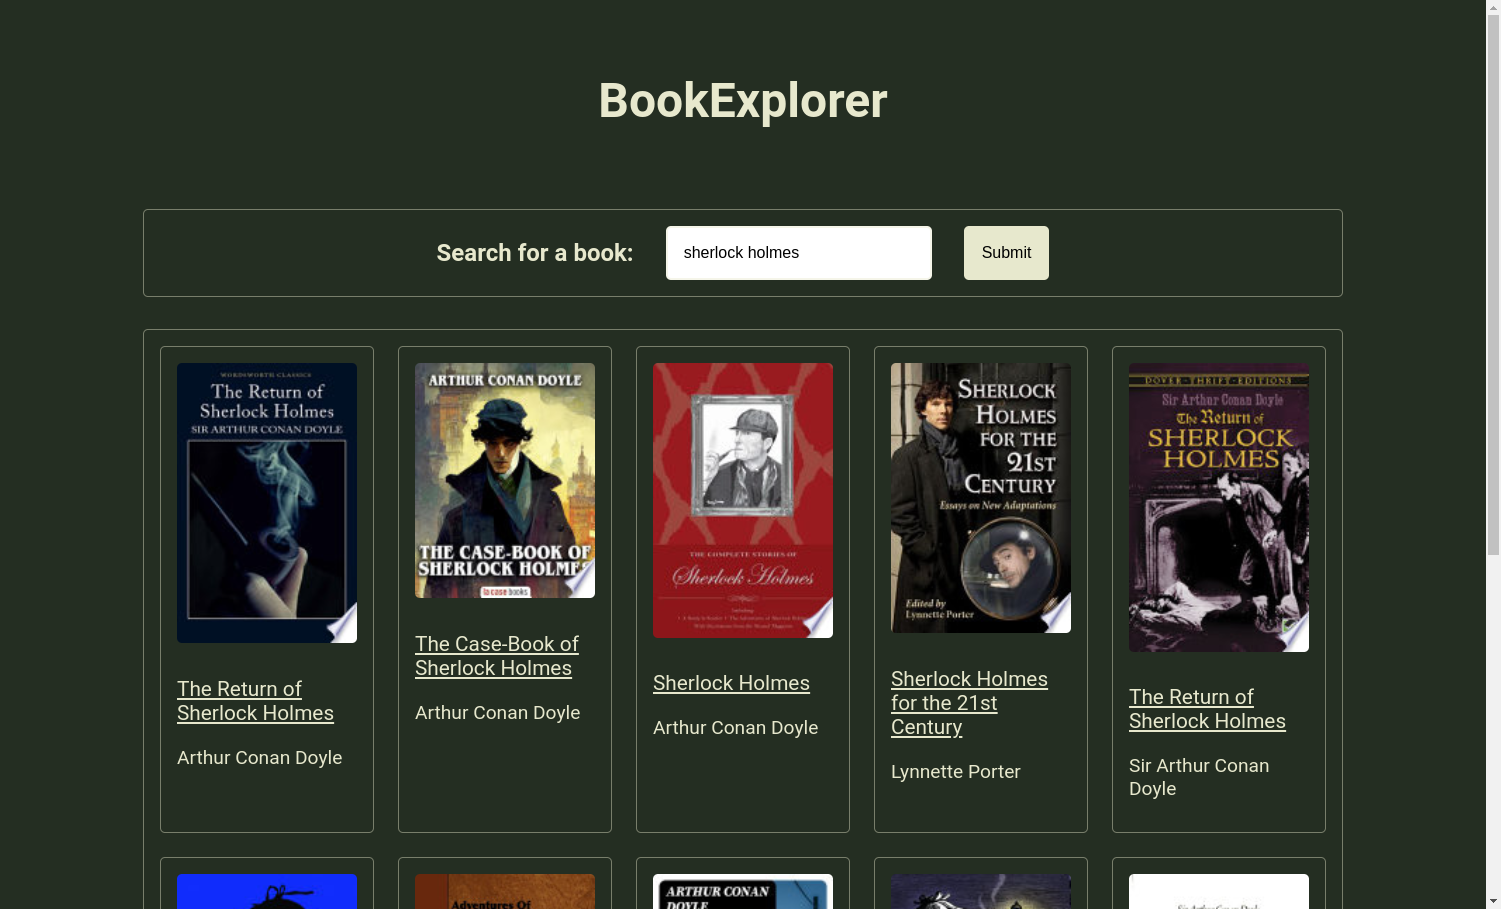 BookExplorer
Search for a book:
sherlock holmes
Submit
WORDSWORTH CLASSICS
The Return of
Sherlock Holmes
SIR ARTHUR CONAN DOYLE
The Return of
Sherlock Holmes
Arthur Conan Doyle
ARTHUR CONAN DOYLE
THE CASE-BOOK OF
SHERLOCK HOLMES
la case books
The Case-Book of
Sherlock Holmes
Arthur Conan Doyle
THE COMPLETE STORIES OF
Sherlock Holmes
Sherlock Holmes
Arthur Conan Doyle
SHERLOCK
HOLMES
FOR THE
21ST
CENTURY
Essays on New Adaptations
Edited by
Lynnette Porter
Sherlock Holmes
for the 21st
Century
Lynnette Porter
DOVER · THRIFT · EDITIONS
Sir Arthur Conan Doyle
The Return of
SHERLOCK
HOLMES
The Return of
Sherlock Holmes
Sir Arthur Conan
Doyle
Adventures Of
ARTHUR CONAN
DOYLE
Sir Arthur Conan Doyle